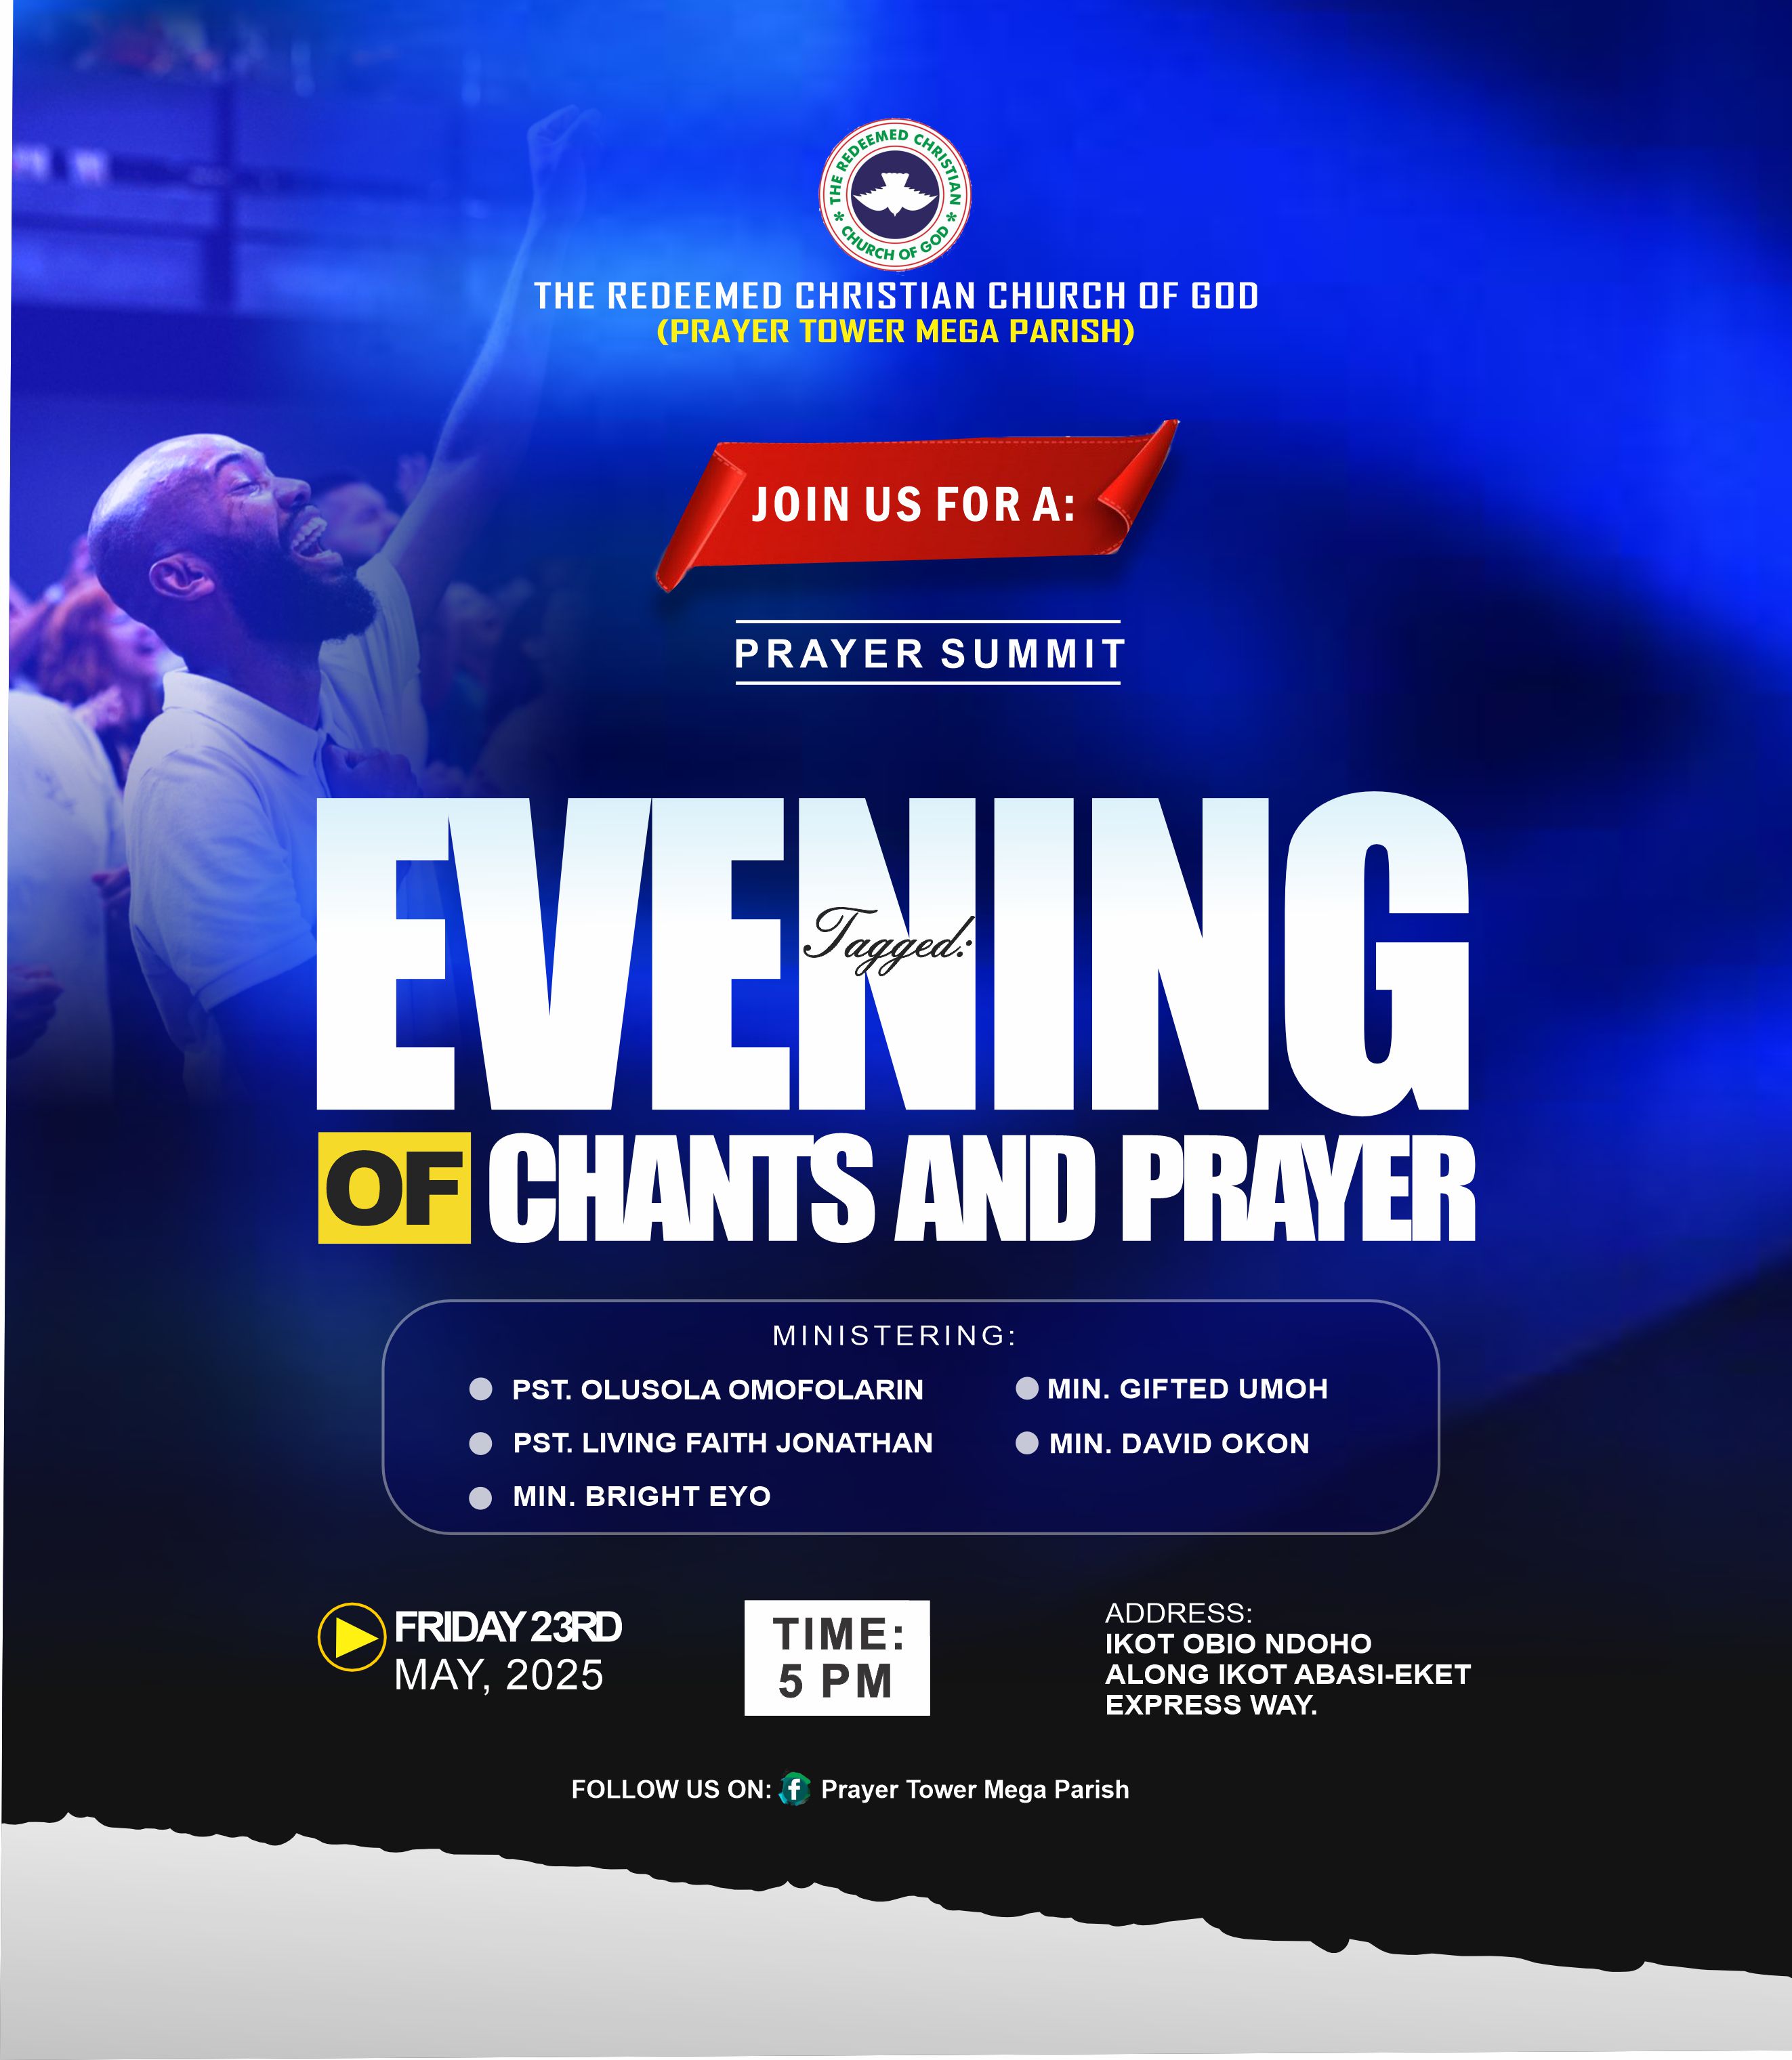 THE REDEEMED CHRISTIAN
CHURCH OF GOD
THE REDEEMED CHRISTIAN CHURCH OF GOD
(PRAYER TOWER MEGA PARISH)
JOIN US FOR A:
PRAYER SUMMIT
Tagged:
EVENING
OF CHANTS AND PRAYER
MINISTERING:
PST. OLUSOLA OMOFOLARIN
PST. LIVING FAITH JONATHAN
MIN. BRIGHT EYO
MIN. GIFTED UMOH
MIN. DAVID OKON
FRIDAY 23RD
MAY, 2025
TIME:
5 PM
ADDRESS:
IKOT OBIO NDOHO
ALONG IKOT ABASI-EKET
EXPRESS WAY.
FOLLOW US ON: f Prayer Tower Mega Parish